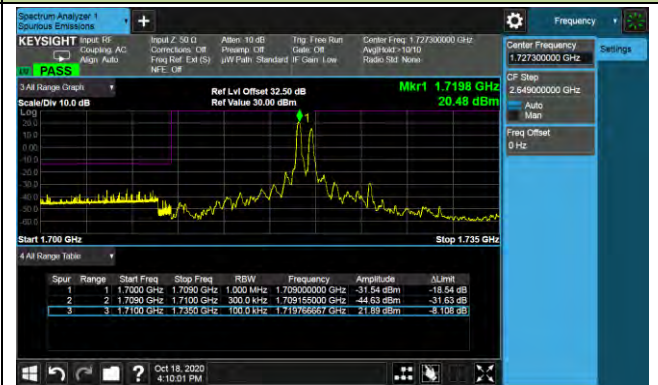 Spectrum Analyzer 1
Spurious Emissions
+
Frequency
KEYSIGHT Input: RF Input Z: 50 Ω Atten: 10 dB Trig: Free Run Center Freq: 1.727300000 GHz
Coupling: AC Corrections: Off Preamp: Off Gate: Off Avg|Hold:>10/10
Align: Auto Freq Ref: Ext (S) µW Path: Standard IF Gain: Low Radio Std: None
NFE: Off
PASS
Center Frequency
1.727300000 GHz
Settings
CF Step
2.649000000 GHz
Auto
Man
Freq Offset
0 Hz
3 All Range Graph
Ref Lvl Offset 32.50 dB
Mkr1 1.7198 GHz
Scale/Div 10.0 dB
Ref Value 30.00 dBm
20.48 dBm
Log
20.0
10.0
0.00
-10.0
-20.0
-30.0
-40.0
-50.0
-60.0
1
Start 1.700 GHz
Stop 1.735 GHz
4 All Range Table
Spur Range Start Freq Stop Freq RBW Frequency Amplitude ΔLimit
1 1 1.7000 GHz 1.7090 GHz 1.000 MHz 1.709000000 GHz -31.54 dBm -18.54 dB
2 2 1.7090 GHz 1.7100 GHz 300.0 kHz 1.709155000 GHz -44.63 dBm -31.63 dB
3 3 1.7100 GHz 1.7350 GHz 100.0 kHz 1.719766667 GHz 21.89 dBm -8.108 dB
?
Oct 18, 2020
4:10:01 PM